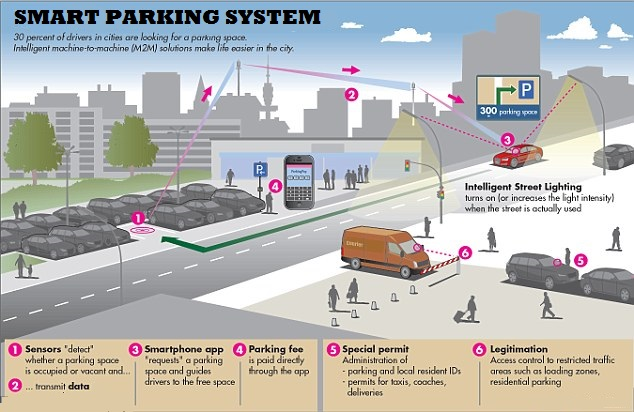 SMART PARKING SYSTEM
30 percent of drivers in cities are looking for a parking space.
Intelligent machine-to-machine (M2M) solutions make life easier in the city.
2
P
300 parking space
3
P
4
Intelligent Street Lighting
turns on (or increases the light intensity)
when the street is actually used
1
6
5
1 Sensors "detect"
whether a parking space
is occupied or vacant and...
2 ... transmit data
3 Smartphone app
"requests" a parking
space and guides
drivers to the free space
4 Parking fee
is paid directly
through the app
5 Special permit
Administration of
- parking and local resident IDs
- permits for taxis, coaches,
deliveries
6 Legitimation
Access control to restricted traffic
areas such as loading zones,
residential parking